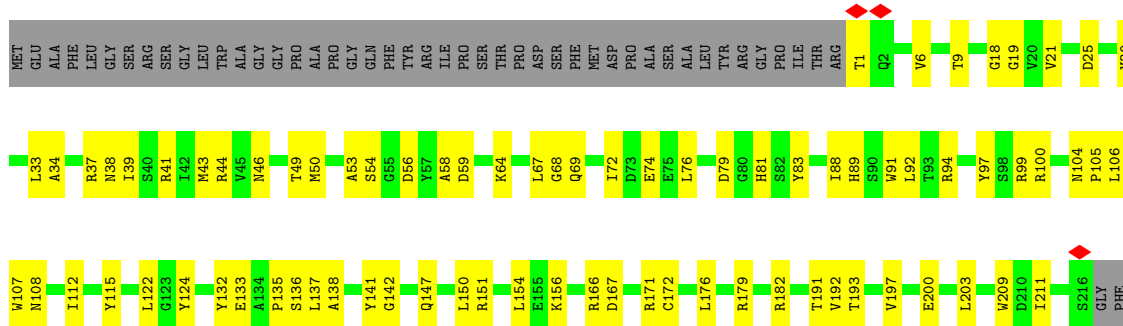 MET GLU ALA PHE LEU GLY SER ARG SER GLY LEU TRP ALA GLY GLY PRO ALA PRO GLY GLN PHE TYR ARG ILE PRO SER THR PRO ASP SER PHE MET ASP PRO ALA SER ALA LEU TYR ARG GLY PRO ILE THR ARG T1 Q2 V6 T9 G18 G19 V20 V21 D25
L33 A34 R37 N38 I39 S40 R41 I42 M43 R44 V45 N46 T49 M50 A53 S54 G55 D56 Y57 A58 D59 K64 L67 G68 Q69 I72 D73 E74 E75 L76 D79 G80 H81 S82 Y83 I88 H89 S90 W91 L92 T93 R94 Y97 S98 R99 R100 N104 P105 L106
W107 N108 I112 Y115 L122 G123 Y124 Y132 E133 A134 P135 S136 L137 A138 Y141 G142 Q147 L150 R151 L154 E155 K156 R166 D167 R171 C172 L176 R179 R182 T191 V192 T193 V197 E200 L203 W209 D210 I211 S216 GLY PHE